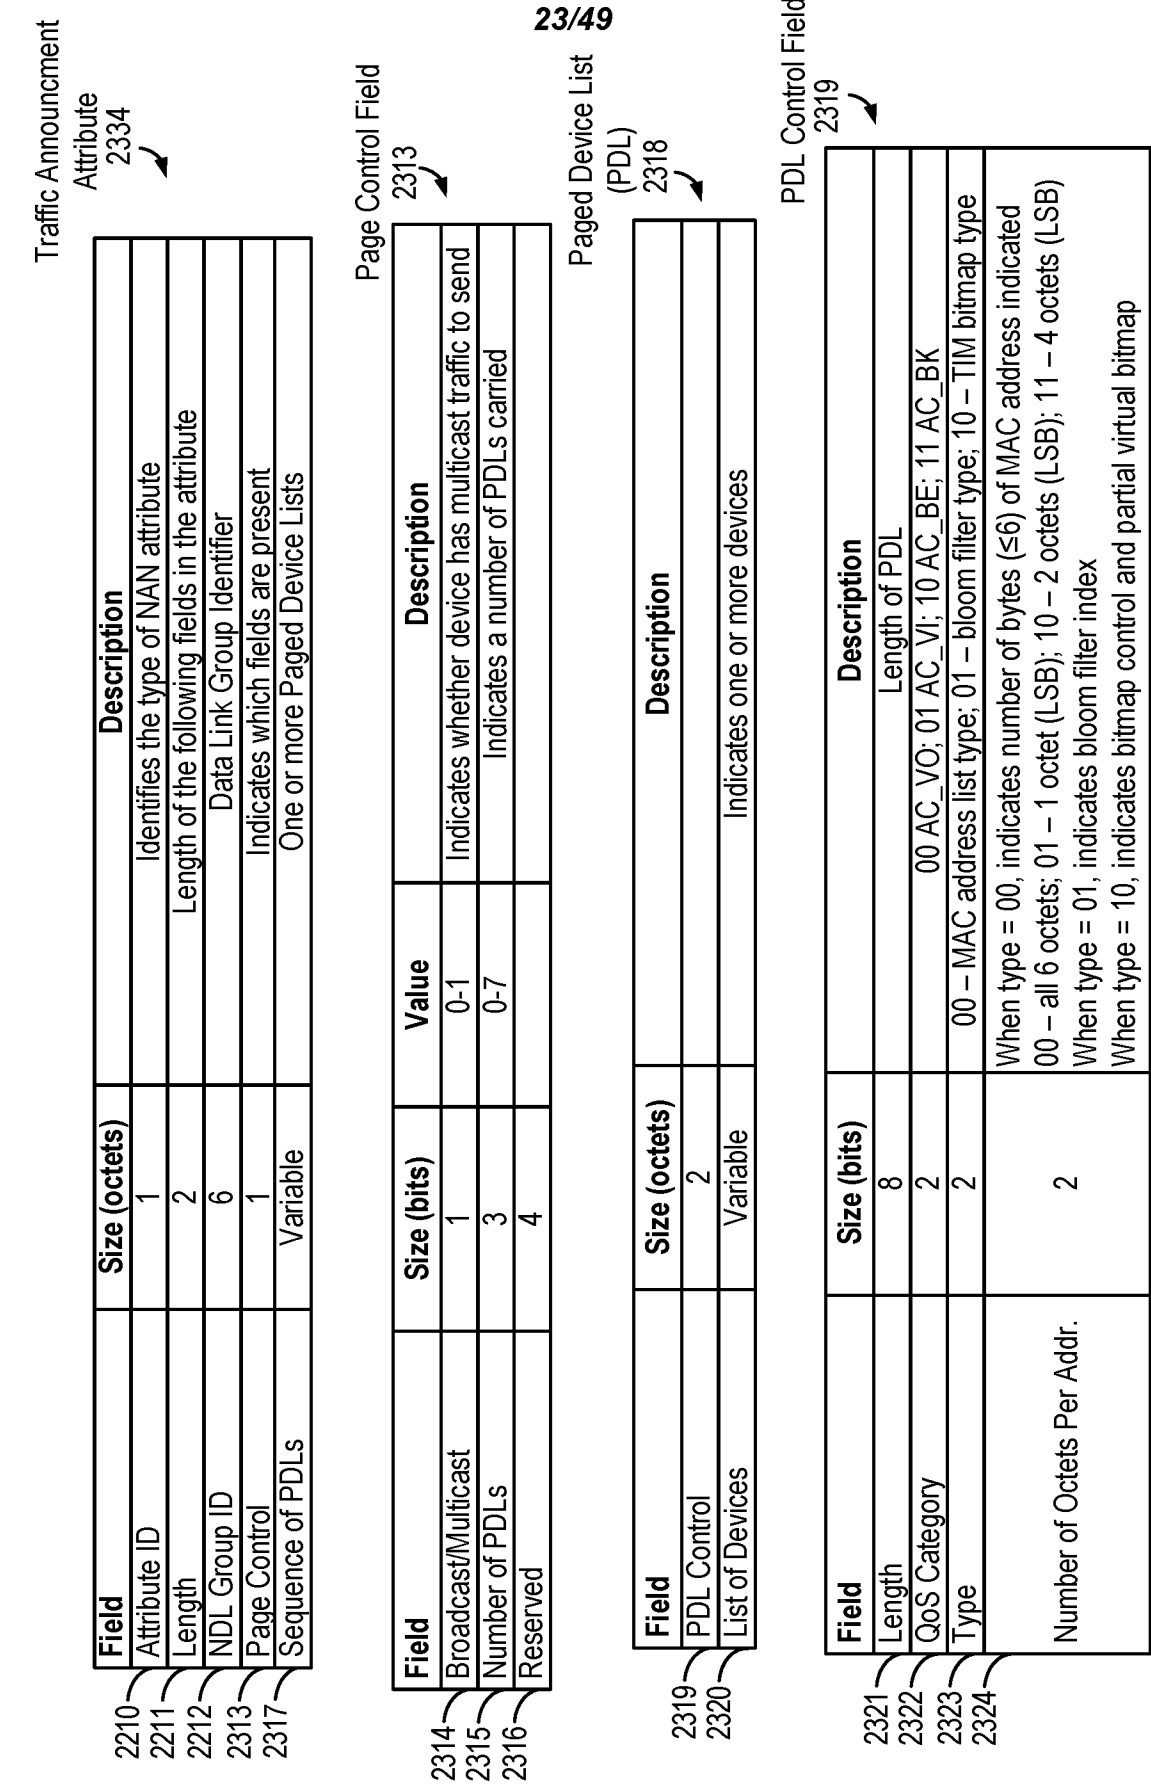 23/49
Traffic Announcment
Attribute
2334
Field Size (octets) Description
2210 Attribute ID 1 Identifies the type of NAN attribute
2211 Length 2 Length of the following fields in the attribute
2212 NDL Group ID 6 Data Link Group Identifier
2313 Page Control 1 Indicates which fields are present
2317 Sequence of PDLs Variable One or more Paged Device Lists
Page Control Field
2313
Field Size (bits) Value Description
2314 Broadcast/Multicast 1 0-1 Indicates whether device has multicast traffic to send
2315 Number of PDLs 3 0-7 Indicates a number of PDLs carried
2316 Reserved 4
Paged Device List
(PDL)
2318
Field Size (octets) Description
2319 PDL Control 2
2320 List of Devices Variable Indicates one or more devices
PDL Control Field
2319
Field Size (bits) Description
2321 Length 8 Length of PDL
2322 QoS Category 2 00 AC_VO; 01 AC_VI; 10 AC_BE; 11 AC_BK
2323 Type 2 00 – MAC address list type; 01 – bloom filter type; 10 – TIM bitmap type
2324 Number of Octets Per Addr. 2 When type = 00, indicates number of bytes (≤6) of MAC address indicated
00 – all 6 octets; 01 – 1 octet (LSB); 10 – 2 octets (LSB); 11 – 4 octets (LSB)
When type = 01, indicates bloom filter index
When type = 10, indicates bitmap control and partial virtual bitmap